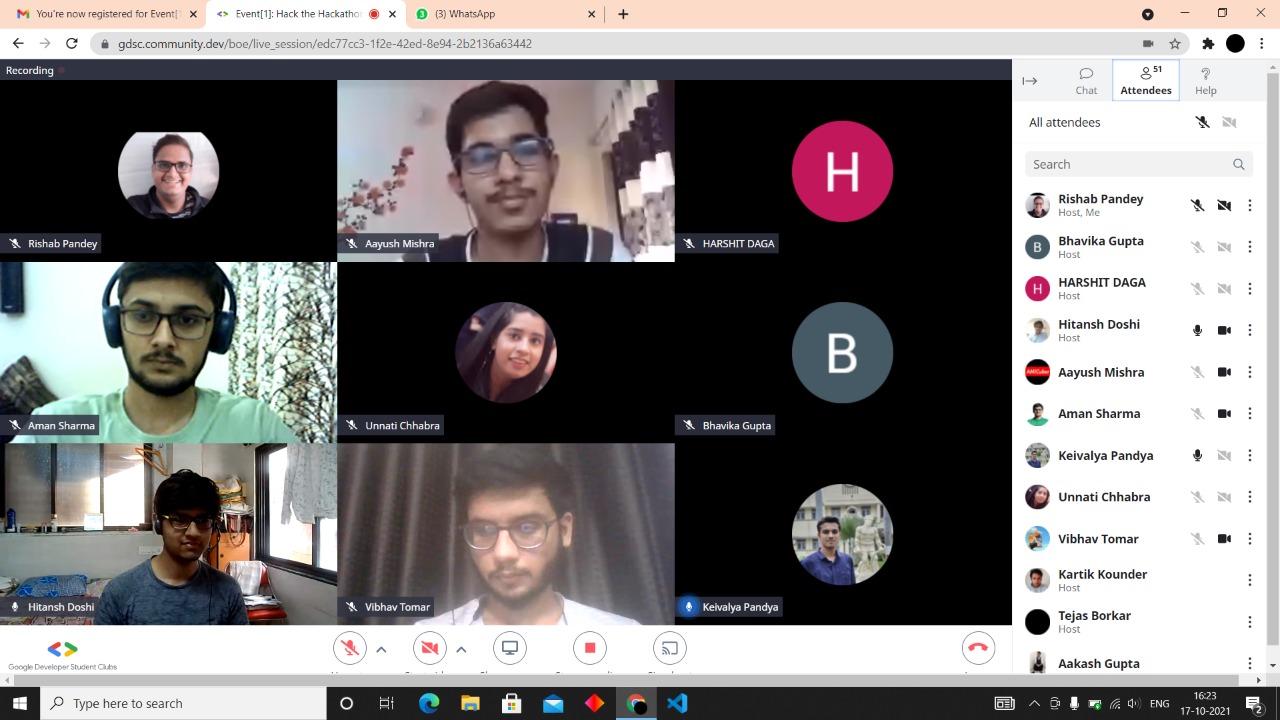 You're now registered for Event[
Event[1]: Hack the Hackathon
(3) WhatsApp
gdsc.community.dev/boe/live_session/edc77cc3-1f2e-42ed-8e94-2b2136a63442
Recording
51
Chat
Attendees
Help
All attendees
Search
H
Rishab Pandey
Aayush Mishra
HARSHIT DAGA
B
Aman Sharma
Unnati Chhabra
Bhavika Gupta
Hitansh Doshi
Vibhav Tomar
Keivalya Pandya
Rishab Pandey
Host, Me
B
Bhavika Gupta
Host
H
HARSHIT DAGA
Host
Hitansh Doshi
Host
Aayush Mishra
Aman Sharma
Keivalya Pandya
Unnati Chhabra
Vibhav Tomar
Kartik Kounder
Host
Tejas Borkar
Host
Aakash Gupta
Google Developer Student Clubs
Type here to search
ENG
16:23
17-10-2021
2